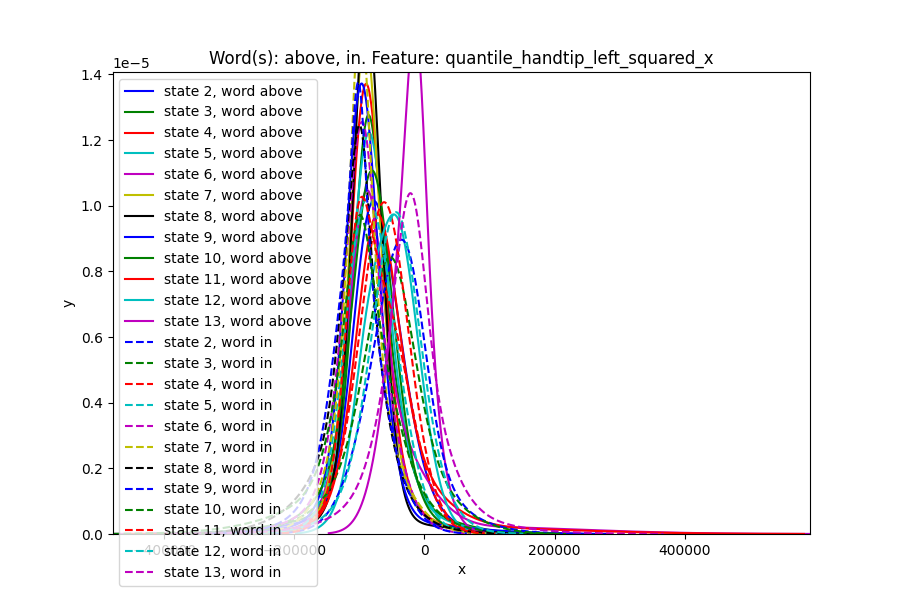 Word(s): above, in. Feature: quantile_handtip_left_squared_x
1e−5
1.4
1.2
1.0
0.8
0.6
0.4
0.2
0.0
y
state 2, word above
state 3, word above
state 4, word above
state 5, word above
state 6, word above
state 7, word above
state 8, word above
state 9, word above
state 10, word above
state 11, word above
state 12, word above
state 13, word above
state 2, word in
state 3, word in
state 4, word in
state 5, word in
state 6, word in
state 7, word in
state 8, word in
state 9, word in
state 10, word in
state 11, word in
state 12, word in
state 13, word in
−400000 −200000 0 200000 400000
x